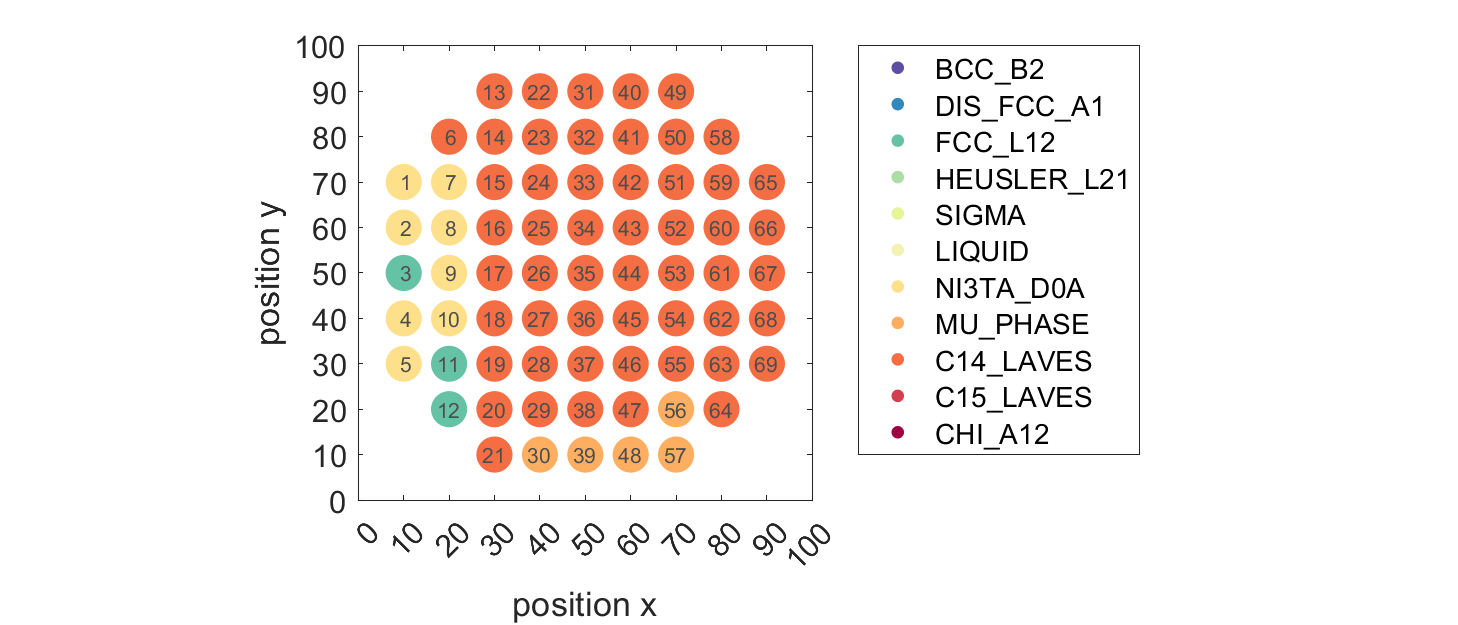 100
90 13 22 31 40 49
80 6 14 23 32 41 50 58
70 1 7 15 24 33 42 51 59 65
60 2 8 16 25 34 43 52 60 66
50 3 9 17 26 35 44 53 61 67
40 4 10 18 27 36 45 54 62 68
30 5 11 19 28 37 46 55 63 69
20 12 20 29 38 47 56 64
10 21 30 39 48 57
0
position y
0 10 20 30 40 50 60 70 80 90 100
position x
BCC_B2
DIS_FCC_A1
FCC_L12
HEUSLER_L21
SIGMA
LIQUID
NI3TA_D0A
MU_PHASE
C14_LAVES
C15_LAVES
CHI_A12